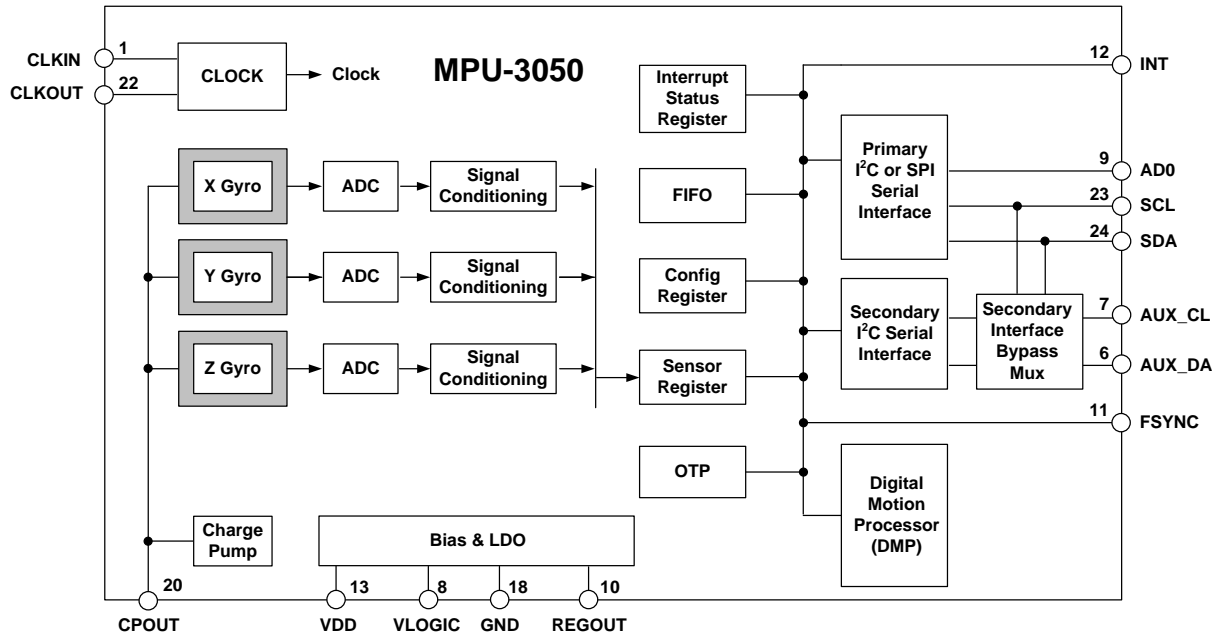 1
CLKIN
22
CLKOUT
CLOCK
Clock
MPU-3050
Interrupt
Status
Register
12
INT
Primary
I²C or SPI
Serial
Interface
9
AD0
23
SCL
24
SDA
X Gyro
ADC
Signal
Conditioning
FIFO
Y Gyro
ADC
Signal
Conditioning
Config
Register
Secondary
I²C Serial
Interface
Secondary
Interface
Bypass
Mux
7
AUX_CL
6
AUX_DA
Z Gyro
ADC
Signal
Conditioning
Sensor
Register
11
FSYNC
OTP
Digital
Motion
Processor
(DMP)
Charge
Pump
Bias & LDO
20
13
8
18
10
CPOUT
VDD
VLOGIC
GND
REGOUT